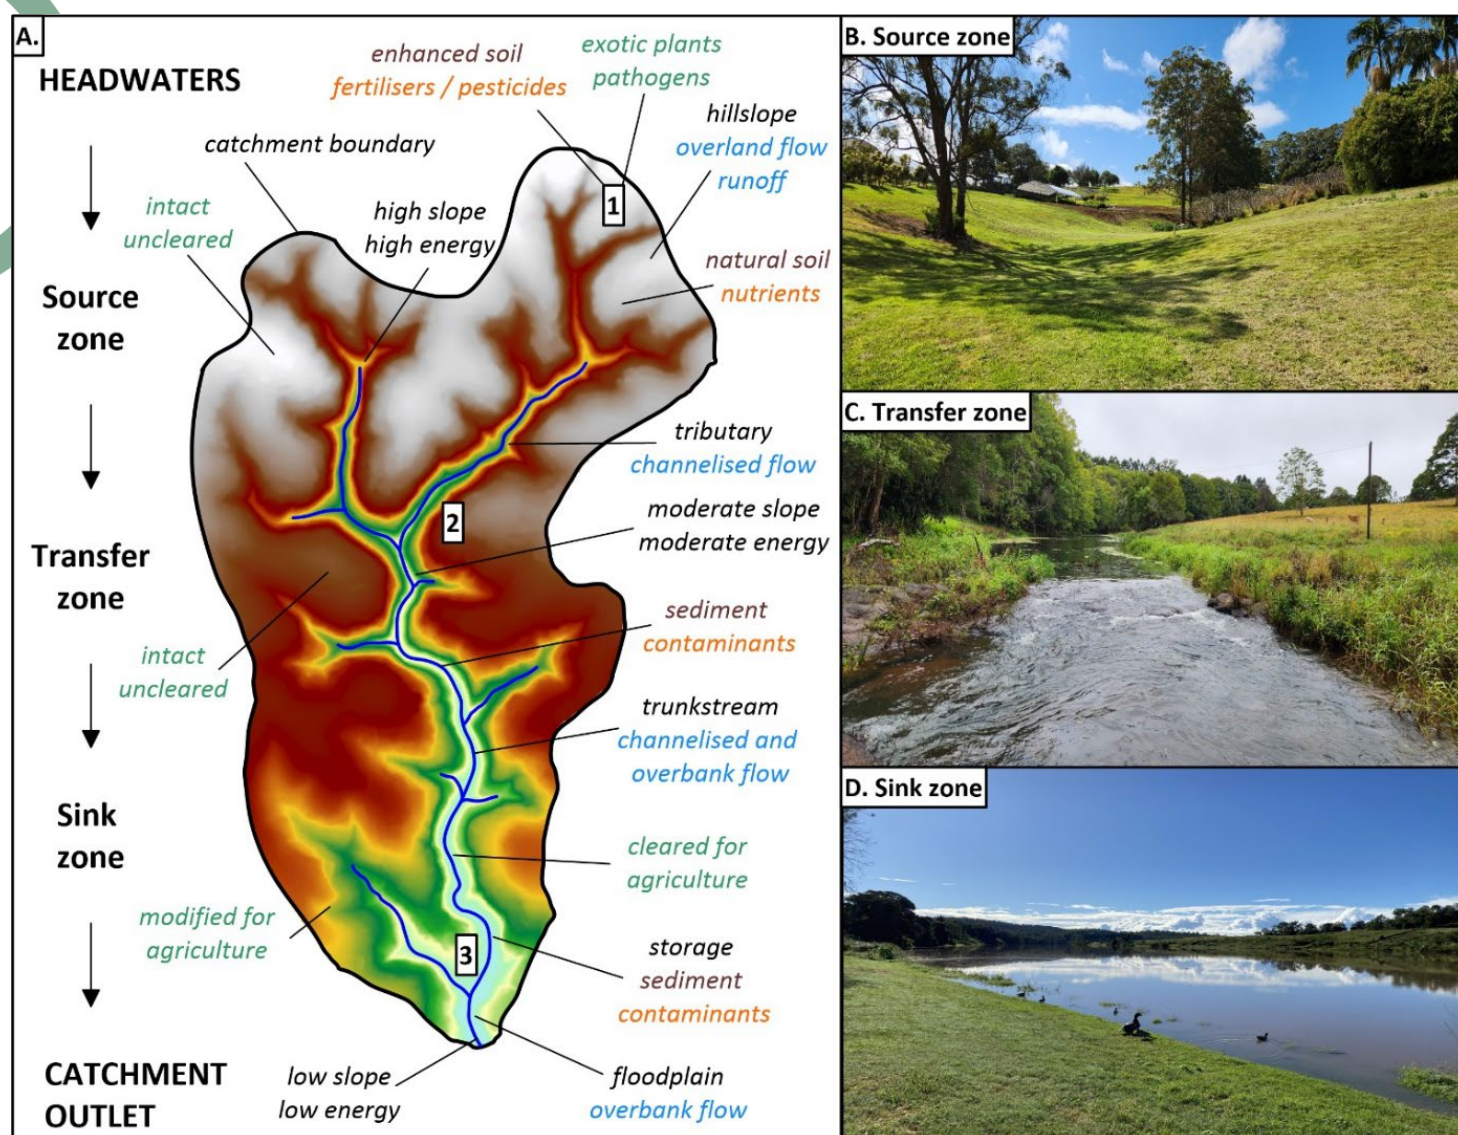 A.
HEADWATERS
enhanced soil
fertilisers / pesticides
exotic plants
pathogens
hillslope
overland flow
runoff
catchment boundary
intact
uncleared
high slope
high energy
1
natural soil
nutrients
Source
zone
tributary
channelised flow
2
moderate slope
moderate energy
Transfer
zone
sediment
contaminants
intact
uncleared
trunkstream
channelised and
overbank flow
Sink
zone
cleared for
agriculture
modified for
agriculture
3
storage
sediment
contaminants
CATCHMENT
OUTLET
low slope
low energy
floodplain
overbank flow
B. Source zone
C. Transfer zone
D. Sink zone